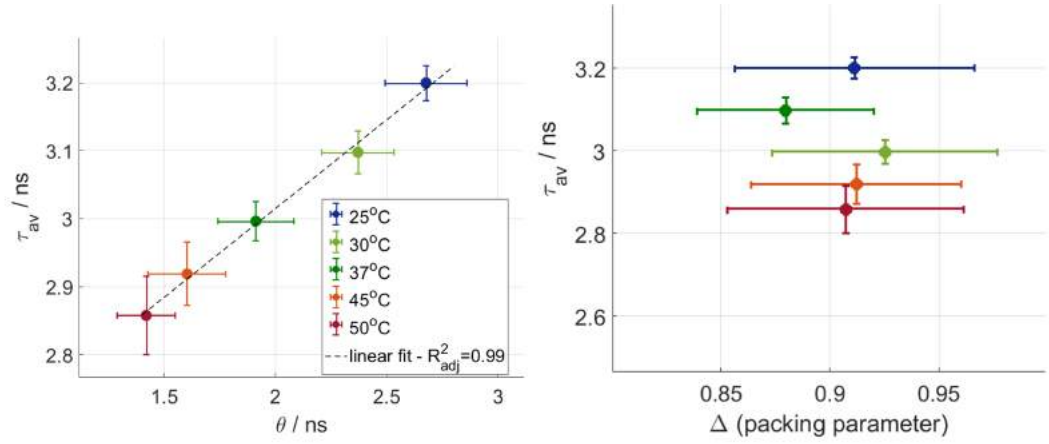 3.2
3.1
3
2.9
2.8
τav / ns
1.5
2
2.5
3
θ / ns
25°C
30°C
37°C
45°C
50°C
linear fit - R²adj=0.99
3.2
3
2.8
2.6
τav / ns
0.85
0.9
0.95
Δ (packing parameter)